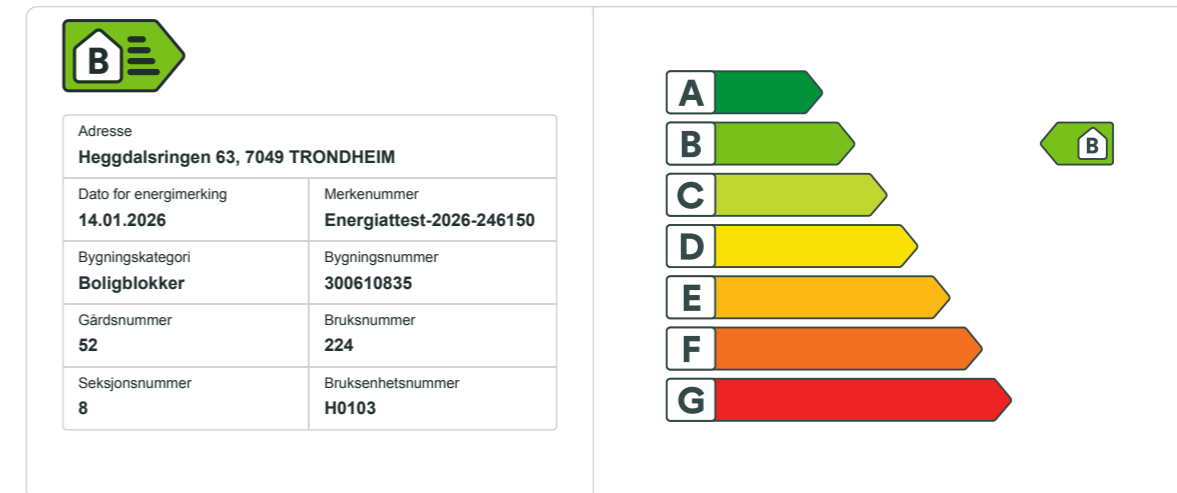 B
Adresse
Heggdalsringen 63, 7049 TRONDHEIM
Dato for energimerking
14.01.2026
Merkenummer
Energiattest-2026-246150
Bygningskategori
Boligblokker
Bygningsnummer
300610835
Gårdsnummer
52
Bruksnummer
224
Seksjonsnummer
8
Bruksenhetsnummer
H0103
A
B
B
C
D
E
F
G